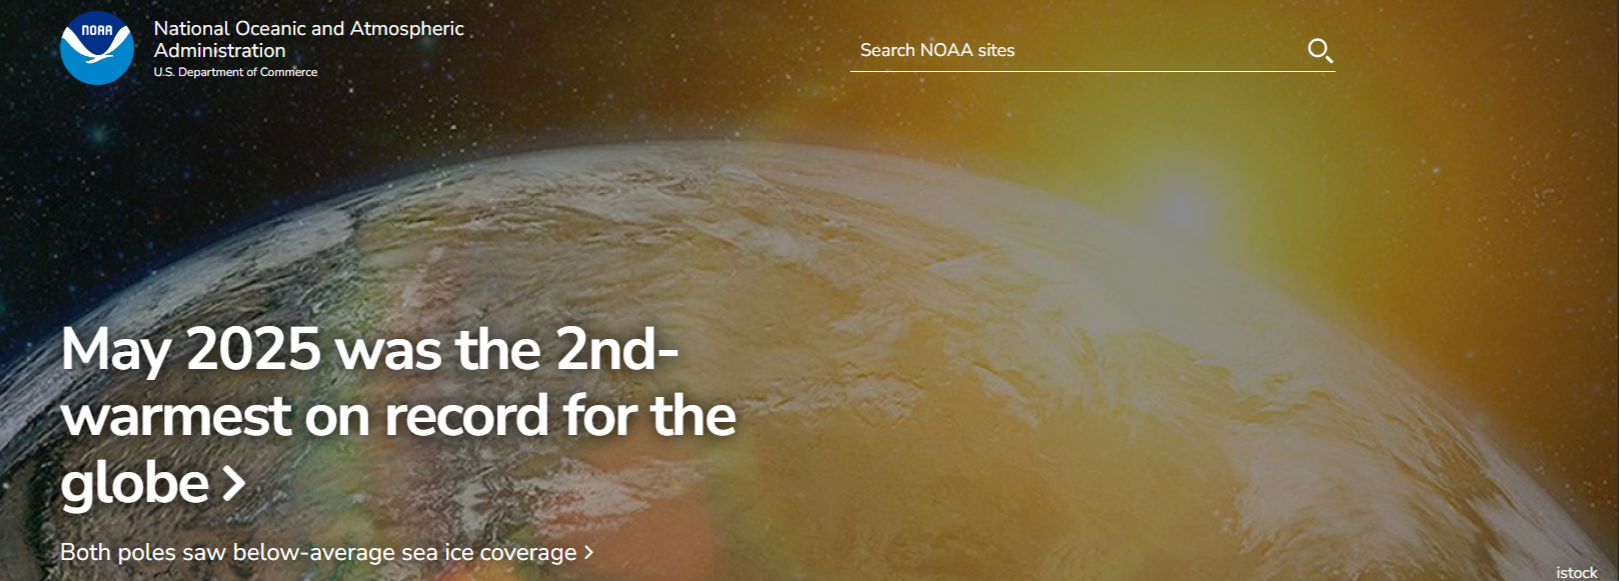 NOAA
National Oceanic and Atmospheric
Administration
U.S. Department of Commerce
Search NOAA sites
May 2025 was the 2nd-
warmest on record for the
globe >
Both poles saw below-average sea ice coverage >
istock